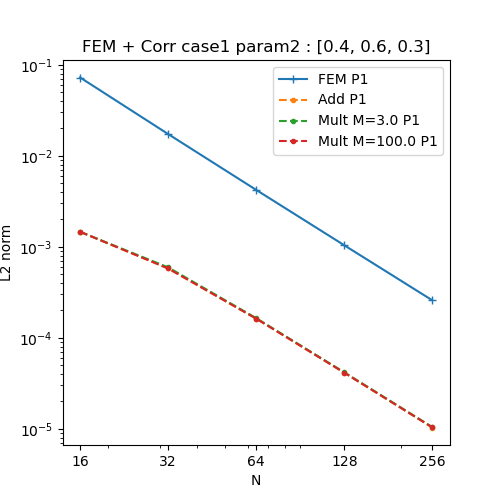 FEM + Corr case1 param2 : [0.4, 0.6, 0.3]
FEM P1
Add P1
Mult M=3.0 P1
Mult M=100.0 P1
L2 norm
10⁻¹
10⁻²
10⁻³
10⁻⁴
10⁻⁵
16 32 64 128 256
N